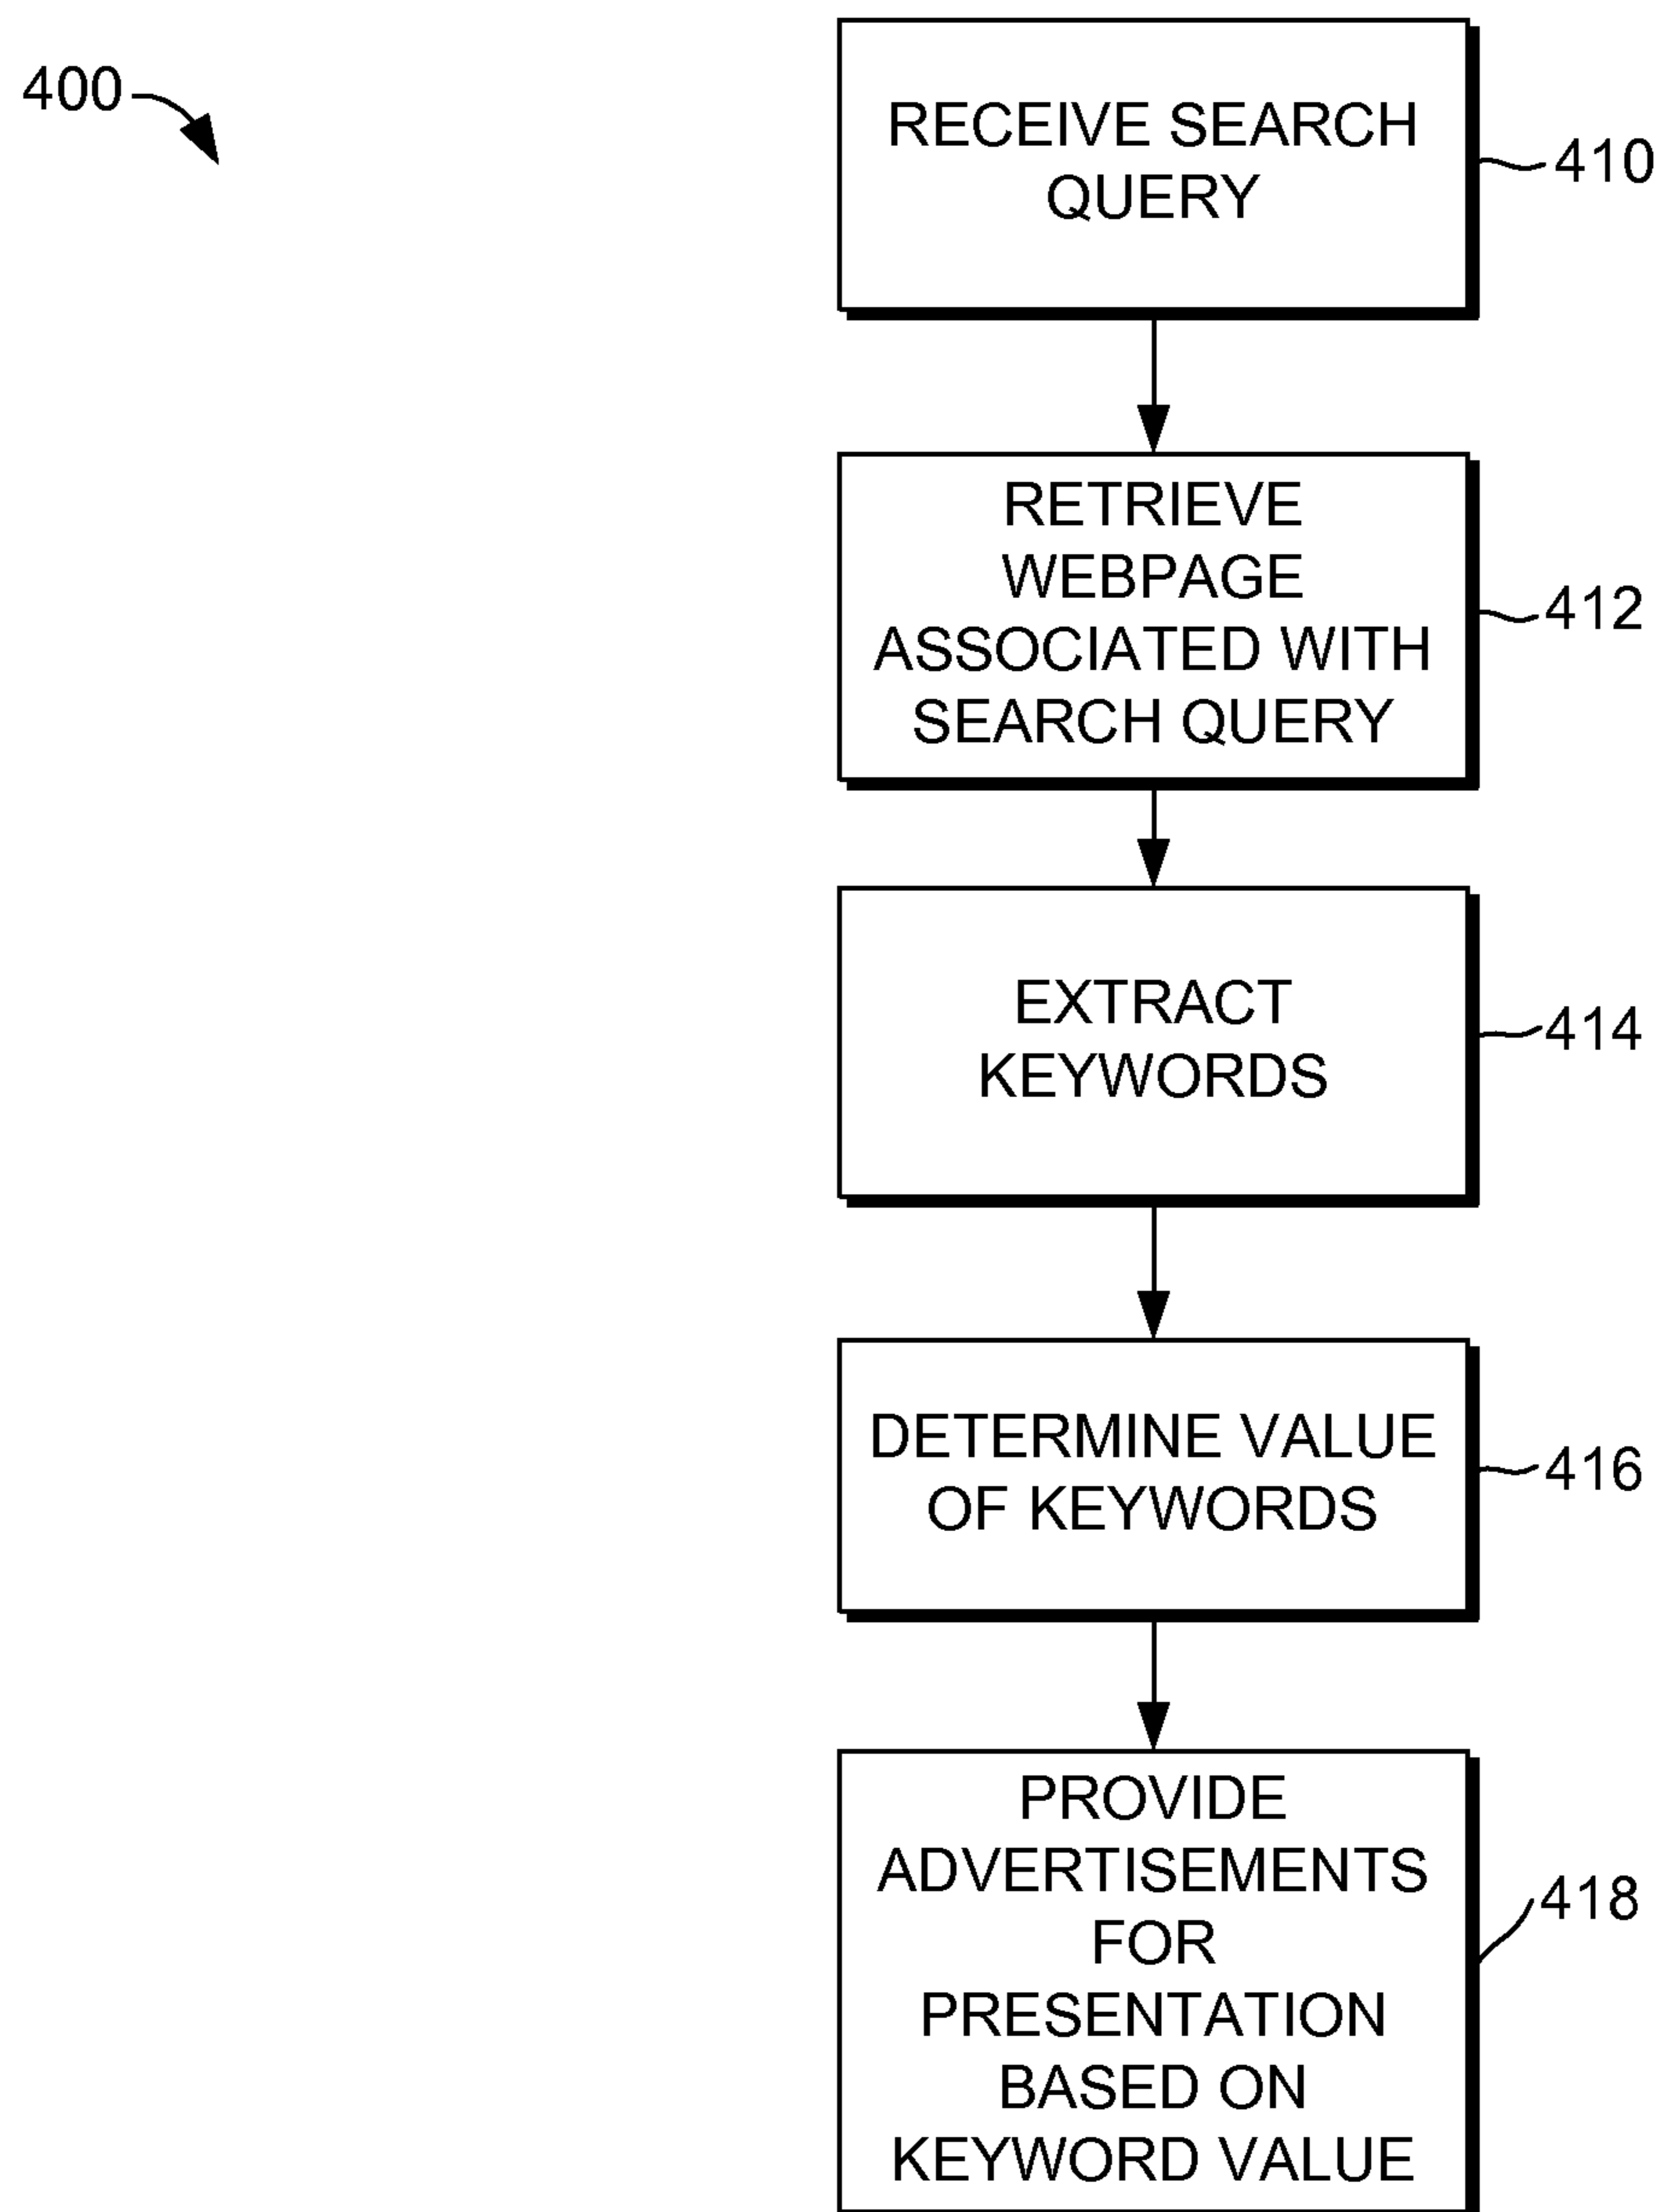 400
RECEIVE SEARCH
QUERY
410
RETRIEVE
WEBPAGE
ASSOCIATED WITH
SEARCH QUERY
412
EXTRACT
KEYWORDS
414
DETERMINE VALUE
OF KEYWORDS
416
PROVIDE
ADVERTISEMENTS
FOR
PRESENTATION
BASED ON
KEYWORD VALUE
418